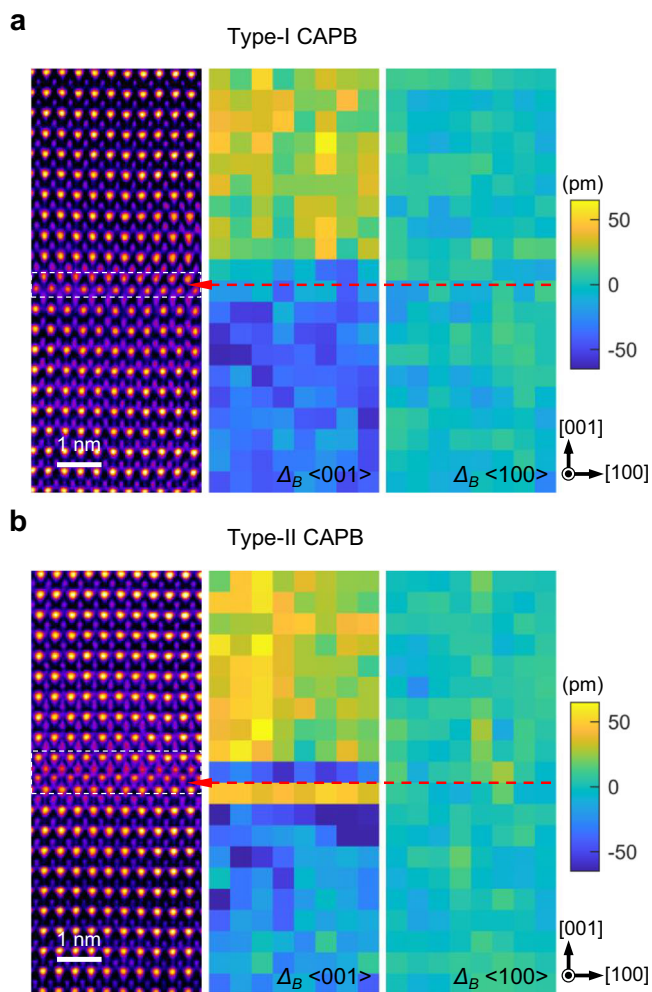 a
Type-I CAPB
(pm)
50
0
-50
1 nm
Δ_B <001>
Δ_B <100>
[001]
[100]
b
Type-II CAPB
(pm)
50
0
-50
1 nm
Δ_B <001>
Δ_B <100>
[001]
[100]